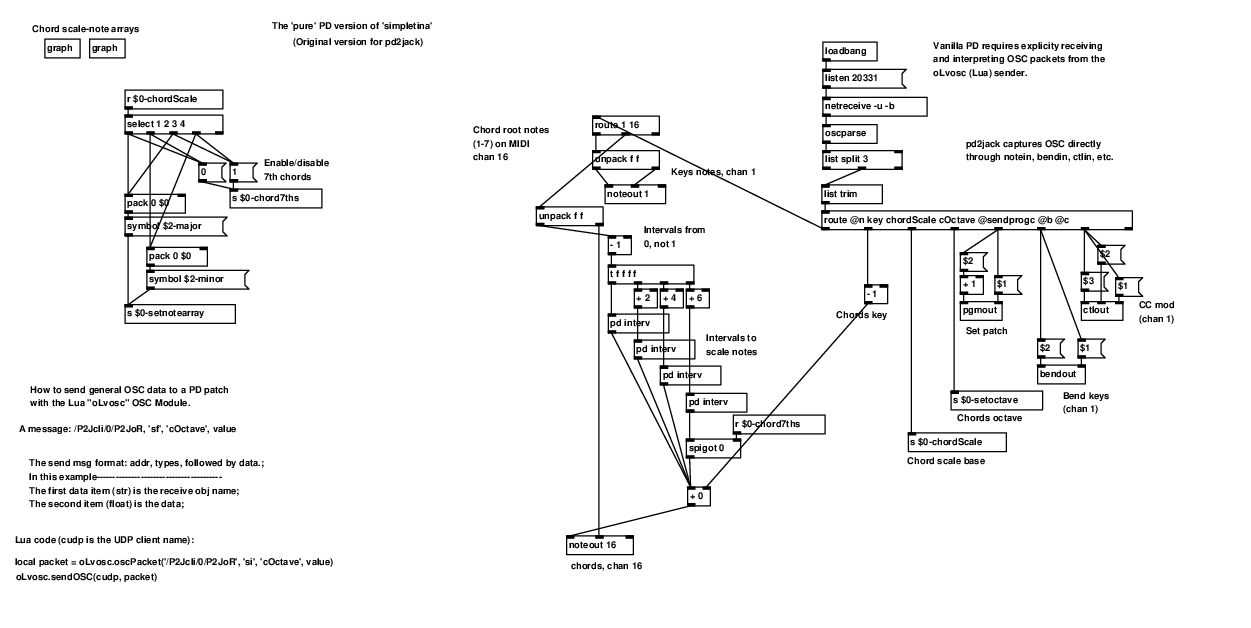 Chord scale-note arrays
graph
graph
The 'pure' PD version of 'simpletina'
(Original version for pd2jack)
r $0-chordScale
select 1 2 3 4
0
1
Enable/disable
7th chords
s $0-chord7ths
pack 0 $0
symbol $2-major
pack 0 $0
symbol $2-minor
s $0-setnotearray
How to send general OSC data to a PD patch
with the Lua "oLvosc" OSC Module.
A message: /P2Jcli/0/P2JoR, 'sf', 'cOctave', value
The send msg format: addr, types, followed by data.;
In this example------------------------------------------
The first data item (str) is the receive obj name;
The second item (float) is the data;
Lua code (cudp is the UDP client name):
local packet = oLvosc.oscPacket('/P2Jcli/0/P2JoR', 'si', 'cOctave', value)
oLvosc.sendOSC(cudp, packet)
Chord root notes
(1-7) on MIDI
chan 16
route 1 16
unpack f f
Keys notes, chan 1
noteout 1
unpack f f
Intervals from
0, not 1
- 1
t f f f f
+ 2
+ 4
+ 6
pd interv
pd interv
pd interv
pd interv
Intervals to
scale notes
r $0-chord7ths
spigot 0
+ 0
noteout 16
chords, chan 16
loadbang
listen 20331
netreceive -u -b
oscparse
list split 3
list trim
Vanilla PD requires explicity receiving
and interpreting OSC packets from the
oLvosc (Lua) sender.
pd2jack captures OSC directly
through notein, bendin, ctlin, etc.
route @n key chordScale cOctave @sendprogc @b @c
- 1
Chords key
$2
+ 1
$1
pgmout
Set patch
$2
$3
$1
ctlout
CC mod
(chan 1)
$2
$1
bendout
Bend keys
(chan 1)
s $0-setoctave
Chords octave
s $0-chordScale
Chord scale base